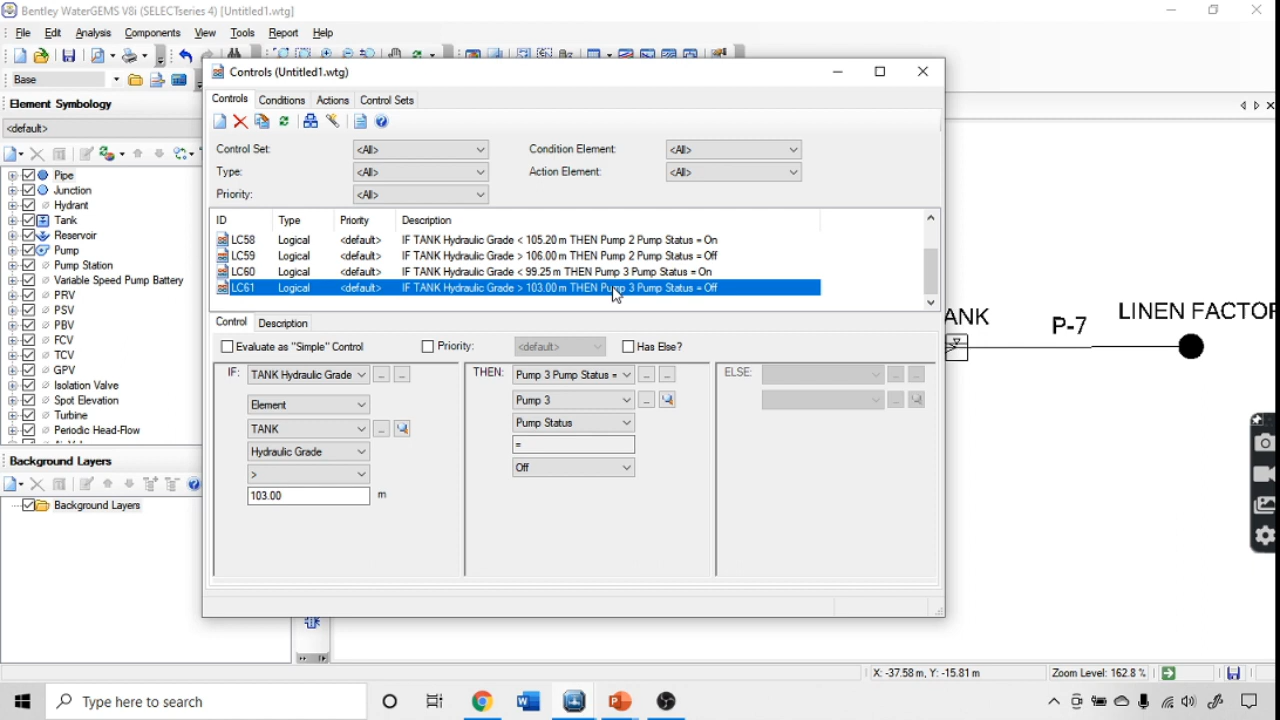 Bentley WaterGEMS V8i (SELECTseries 4) [Untitled1.wtg]
File Edit Analysis Components View Tools Report Help
Base
Element Symbology
<default>
Pipe
Junction
Hydrant
Tank
Reservoir
Pump
Pump Station
Variable Speed Pump Battery
PRV
PSV
PBV
FCV
TCV
GPV
Isolation Valve
Spot Elevation
Turbine
Periodic Head-Flow
Background Layers
Background Layers
Controls (Untitled1.wtg)
Controls Conditions Actions Control Sets
Control Set: <All> Condition Element: <All>
Type: <All> Action Element: <All>
Priority: <All>
ID Type Priority Description
LC58 Logical <default> IF TANK Hydraulic Grade < 105.20 m THEN Pump 2 Pump Status = On
LC59 Logical <default> IF TANK Hydraulic Grade > 106.00 m THEN Pump 2 Pump Status = Off
LC60 Logical <default> IF TANK Hydraulic Grade < 99.25 m THEN Pump 3 Pump Status = On
LC61 Logical <default> IF TANK Hydraulic Grade > 103.00 m THEN Pump 3 Pump Status = Off
Control Description
Evaluate as "Simple" Control Priority: <default> Has Else?
IF: TANK Hydraulic Grade ... ... THEN: Pump 3 Pump Status = ... ... ELSE: ... ...
Element Pump 3 ... ...
TANK ... Pump Status
Hydraulic Grade =
> Off
103.00 m
ANK P-7 LINEN FACTOR
X: -37.58 m, Y: -15.81 m Zoom Level: 162.8 %
Type here to search